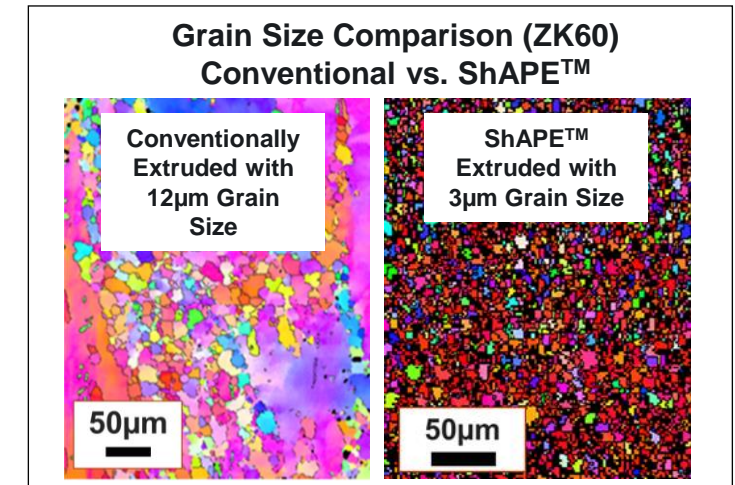 Grain Size Comparison (ZK60)
Conventional vs. ShAPE™
Conventionally
Extruded with
12µm Grain
Size
ShAPE™
Extruded with
3µm Grain Size
50µm
50µm